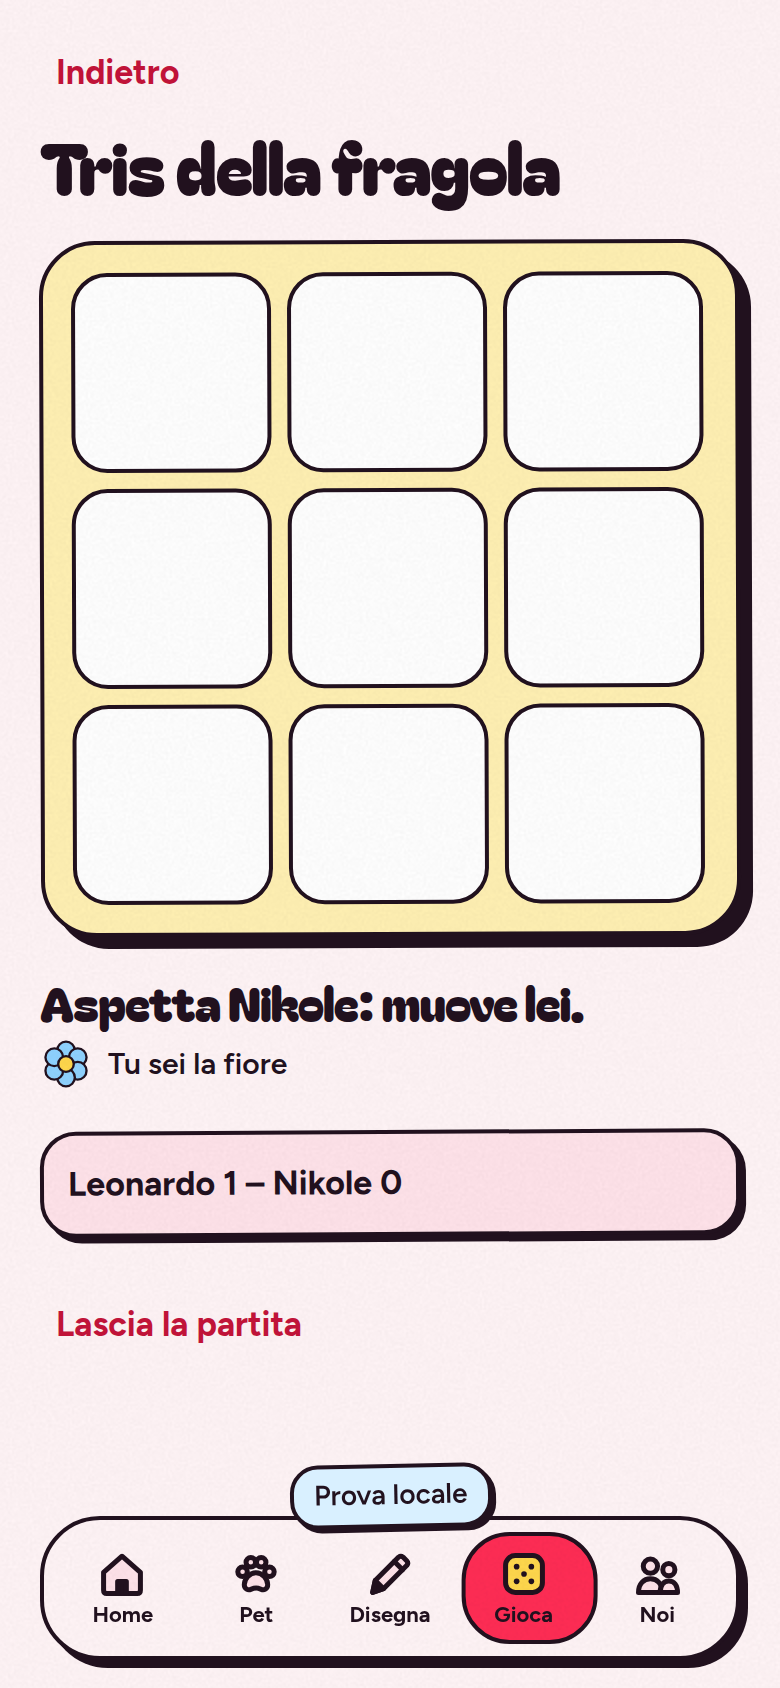 Indietro
Tris della fragola
Aspetta Nikole: muove lei.
Tu sei la fiore
Leonardo 1 – Nikole 0
Lascia la partita
Prova locale
Home
Pet
Disegna
Gioca
Noi